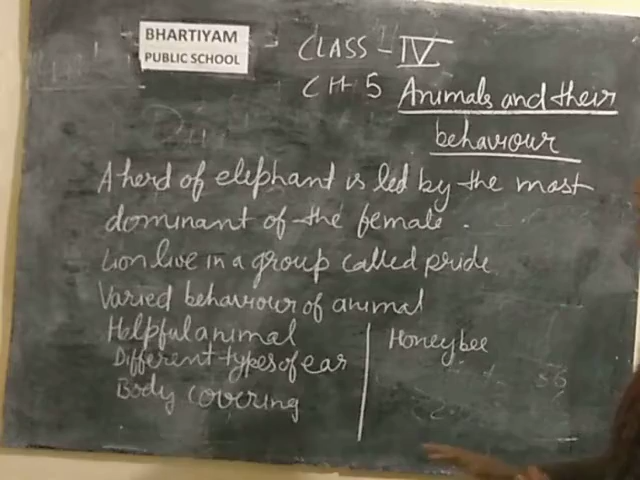 BHARTIYAM
PUBLIC SCHOOL
CLASS - IV
CH 5 Animals and their
behaviour
A herd of elephant is led by the most
dominant of the female.
Lion live in a group called pride
Varied behaviour of animal
Helpful animal
Different types of ear
Body covering
Honeybee